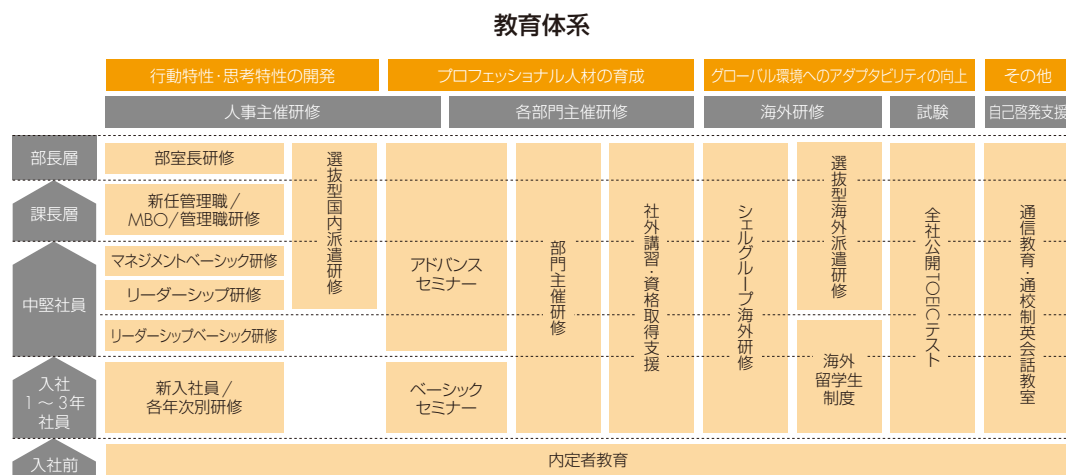 教育体系
行動特性・思考特性の開発
プロフェッショナル人材の育成
グローバル環境へのアダプタビリティの向上
その他
人事主催研修
各部門主催研修
海外研修
試験
自己啓発支援
部長層
課長層
中堅社員
入社
1～3年
社員
入社前
部室長研修
新任管理職/
MBO/管理職研修
マネジメントベーシック研修
リーダーシップ研修
リーダーシップベーシック研修
新入社員/
各年次別研修
選抜型国内派遣研修
アドバンス
セミナー
ベーシック
セミナー
部門主催研修
社外講習・資格取得支援
シェルグループ海外研修
選抜型海外派遣研修
海外
留学生
制度
全社公開TOEICテスト
通信教育・通校制英会話教室
内定者教育